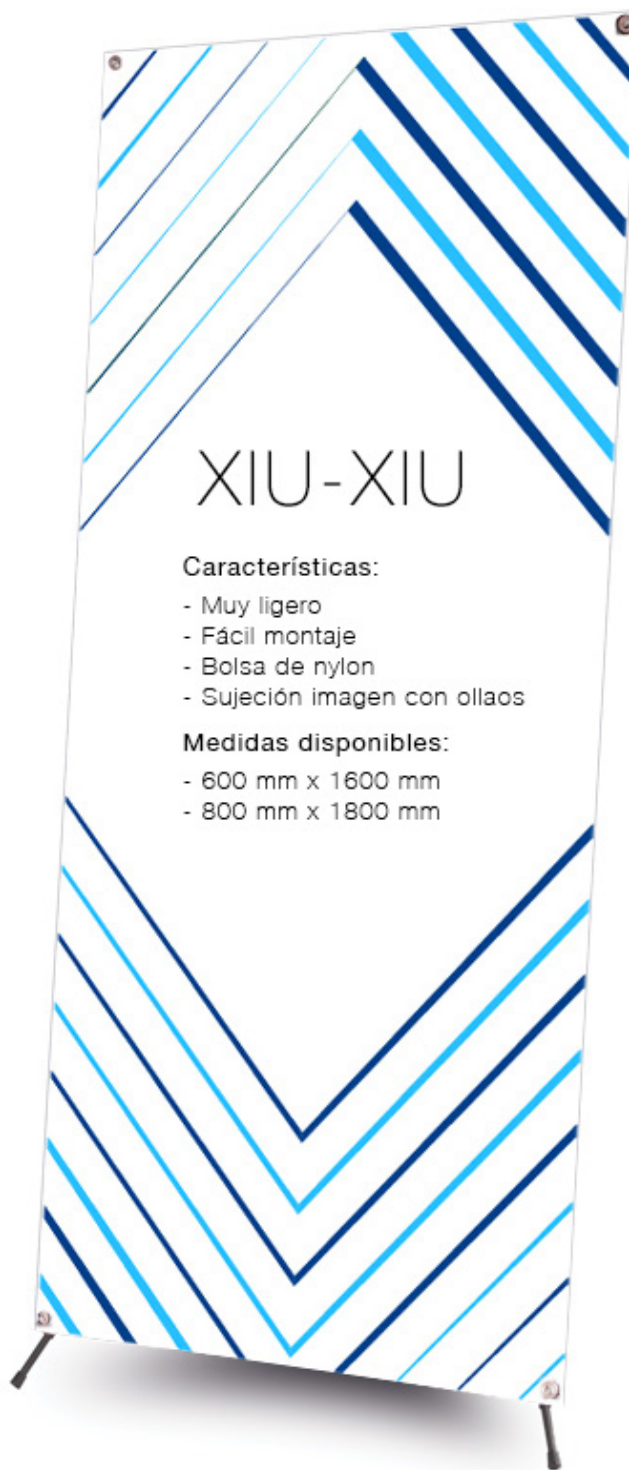 XIU-XIU
Características:
- Muy ligero
- Fácil montaje
- Bolsa de nylon
- Sujeción imagen con ollaos
Medidas disponibles:
- 600 mm x 1600 mm
- 800 mm x 1800 mm